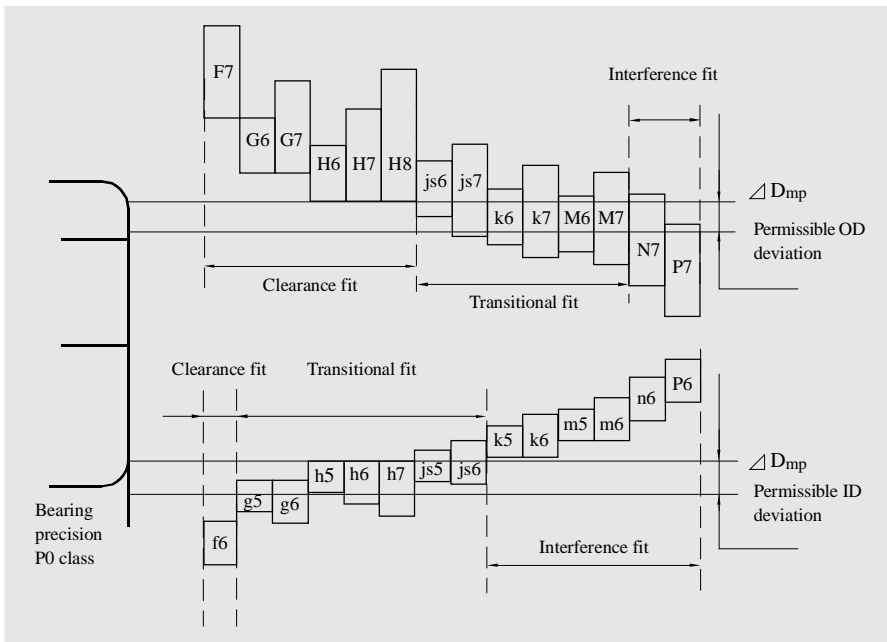 Interference fit
F7
G6
G7
H6
H7
H8
js6
js7
k6
k7
M6
M7
N7
P7
⊿ Dmp
Permissible OD
deviation
Clearance fit
Transitional fit
Clearance fit
Transitional fit
f6
g5
g6
h5
h6
h7
js5
js6
k5
k6
m5
m6
n6
P6
⊿ Dmp
Permissible ID
deviation
Interference fit
Bearing
precision
P0 class